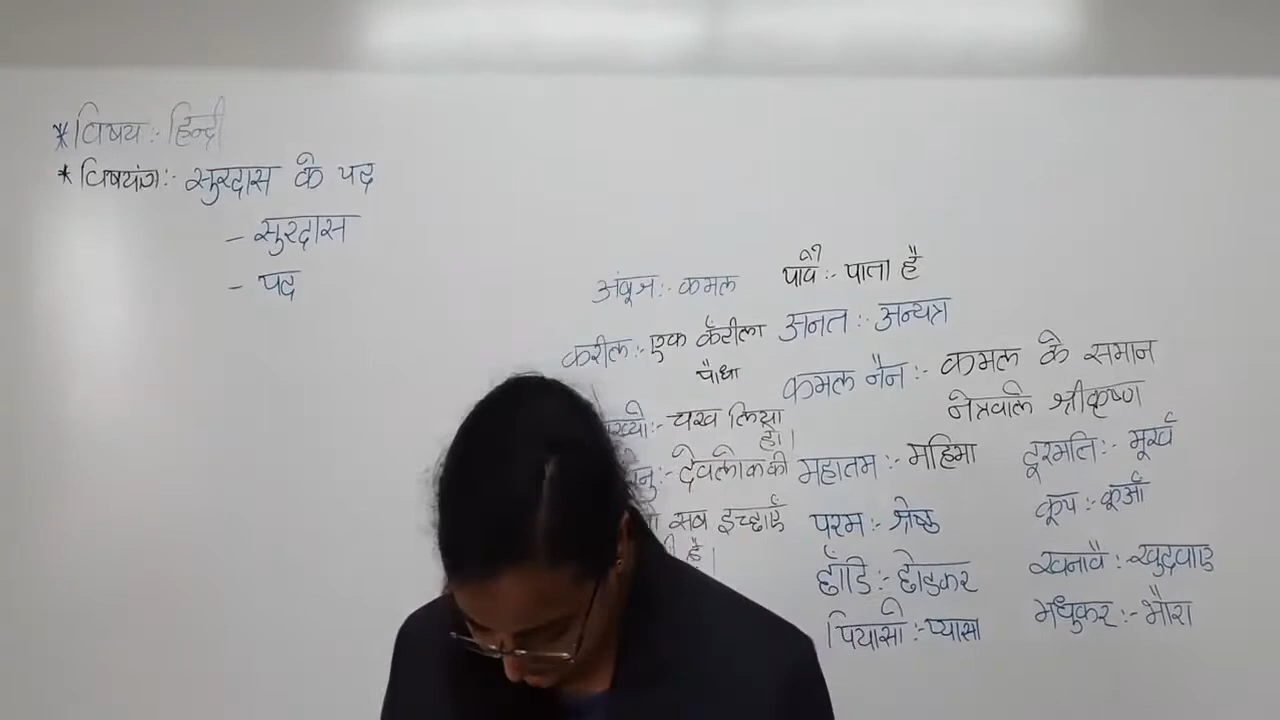 * विषय :- हिन्दी
* विषयांग :- सुरदास के पद
- सुरदास
- पद
अंबूज :- कमल
करील :- एक कँटीला
पौधा
ख्यो :- चख लिया
हो।
नु :- देवलोक की
सब इच्छाएँ
है।
पावै :- पाता है
अनत :- अन्यत्र
कमल नैन :- कमल के समान
नेत्रवाले श्रीकृष्ण
महातम :- महिमा
परम :- श्रेष्ठ
छाँडि :- छोडकर
पियासो :- प्यासा
दूरमति :- मूर्ख
कूप :- कूआँ
खनावै :- खुदवाए
मधुकर :- भौरा